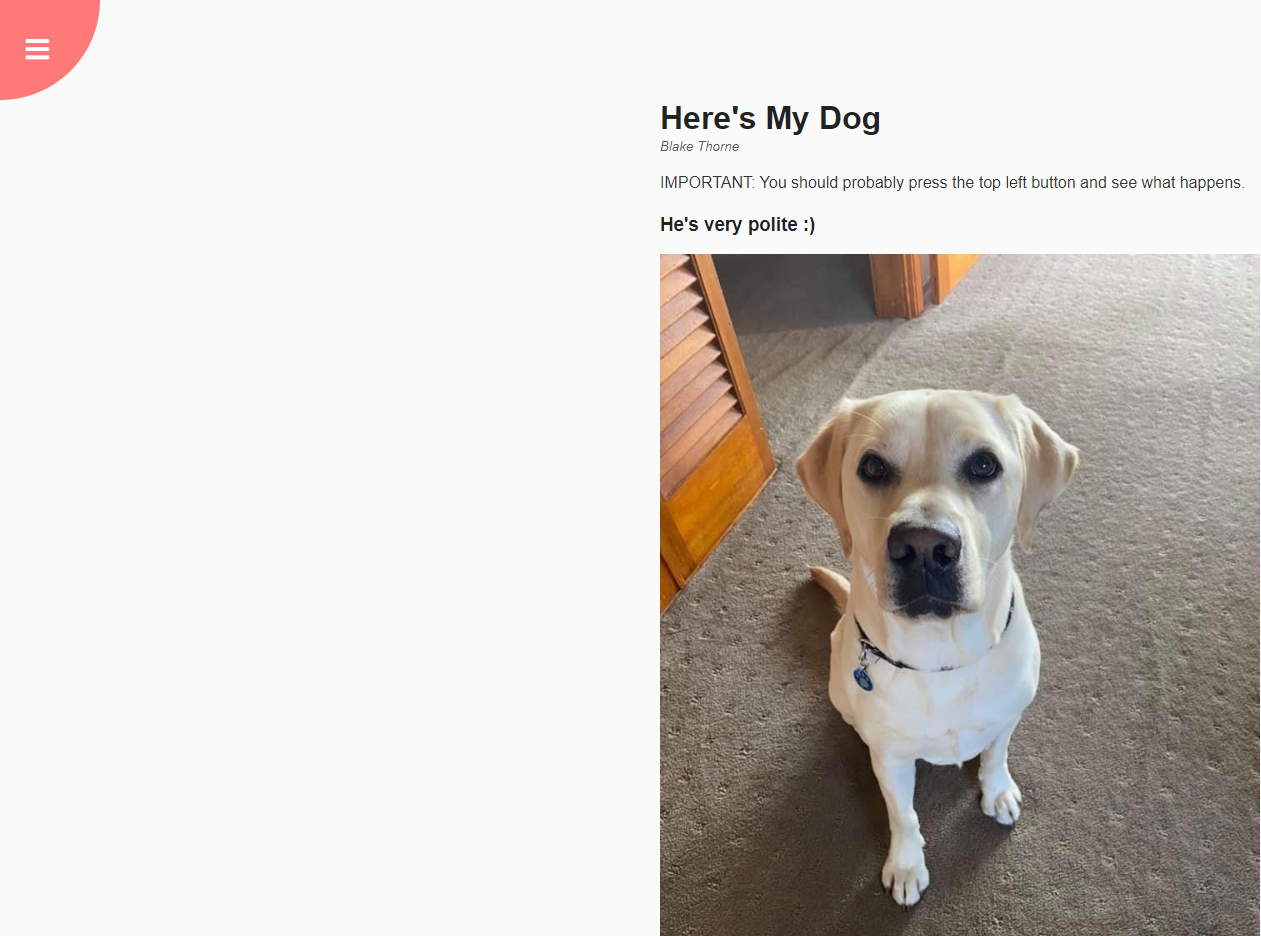 Here's My Dog
Blake Thorne
IMPORTANT: You should probably press the top left button and see what happens.
He's very polite :)